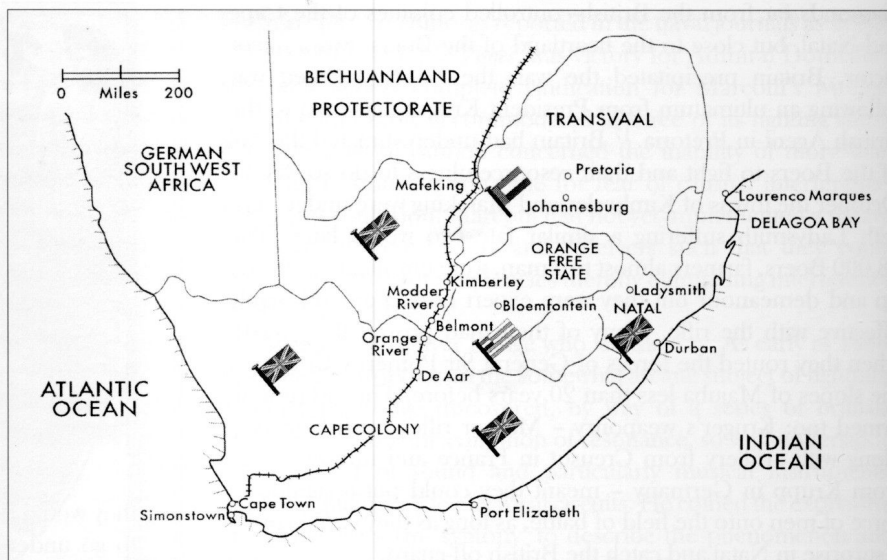 0 200
Miles
BECHUANALAND
PROTECTORATE
TRANSVAAL
GERMAN
SOUTH WEST
AFRICA
Pretoria
Mafeking
Johannesburg
Lourenco Marques
DELAGOA BAY
ORANGE
FREE
STATE
Kimberley
Modder
River
Ladysmith
Bloemfontein
NATAL
Belmont
Orange
River
Durban
De Aar
ATLANTIC
OCEAN
CAPE COLONY
INDIAN
OCEAN
Cape Town
Simonstown
Port Elizabeth